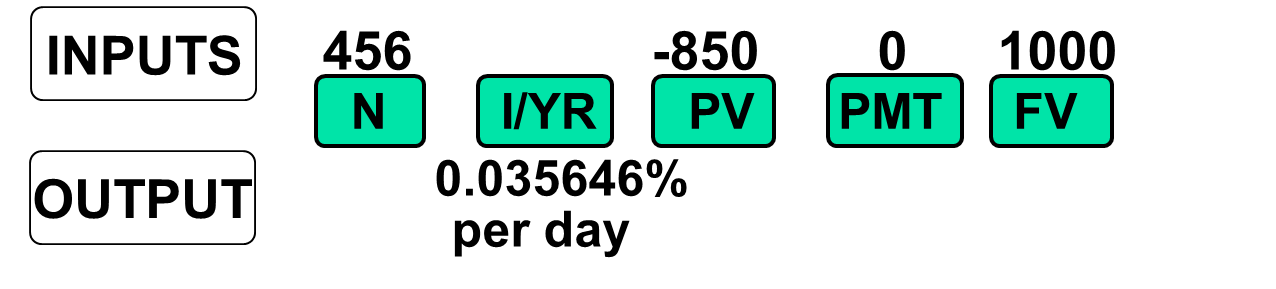 INPUTS 456 -850 0 1000
N I/YR PV PMT FV
OUTPUT 0.035646%
per day